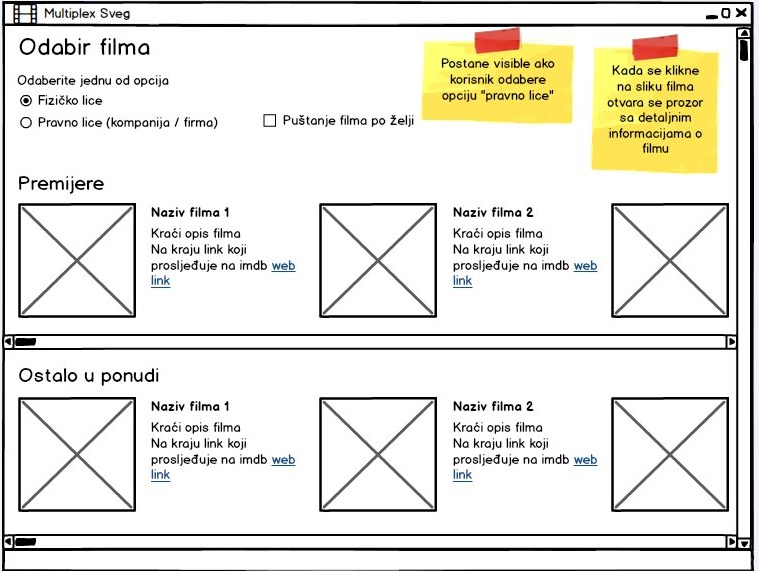 Multiplex Sveg
Odabir filma
Odaberite jednu od opcija
Fizičko lice
Pravno lice (kompanija / firma)
Puštanje filma po želji
Postane visible ako
korisnik odabere
opciju "pravno lice"
Kada se klikne
na sliku filma
otvara se prozor
sa detaljnim
informacijama o
filmu
Premijere
Naziv filma 1
Kraći opis filma
Na kraju link koji
prosljeđuje na imdb web
link
Naziv filma 2
Kraći opis filma
Na kraju link koji
prosljeđuje na imdb web
link
Ostalo u ponudi
Naziv filma 1
Kraći opis filma
Na kraju link koji
prosljeđuje na imdb web
link
Naziv filma 2
Kraći opis filma
Na kraju link koji
prosljeđuje na imdb web
link